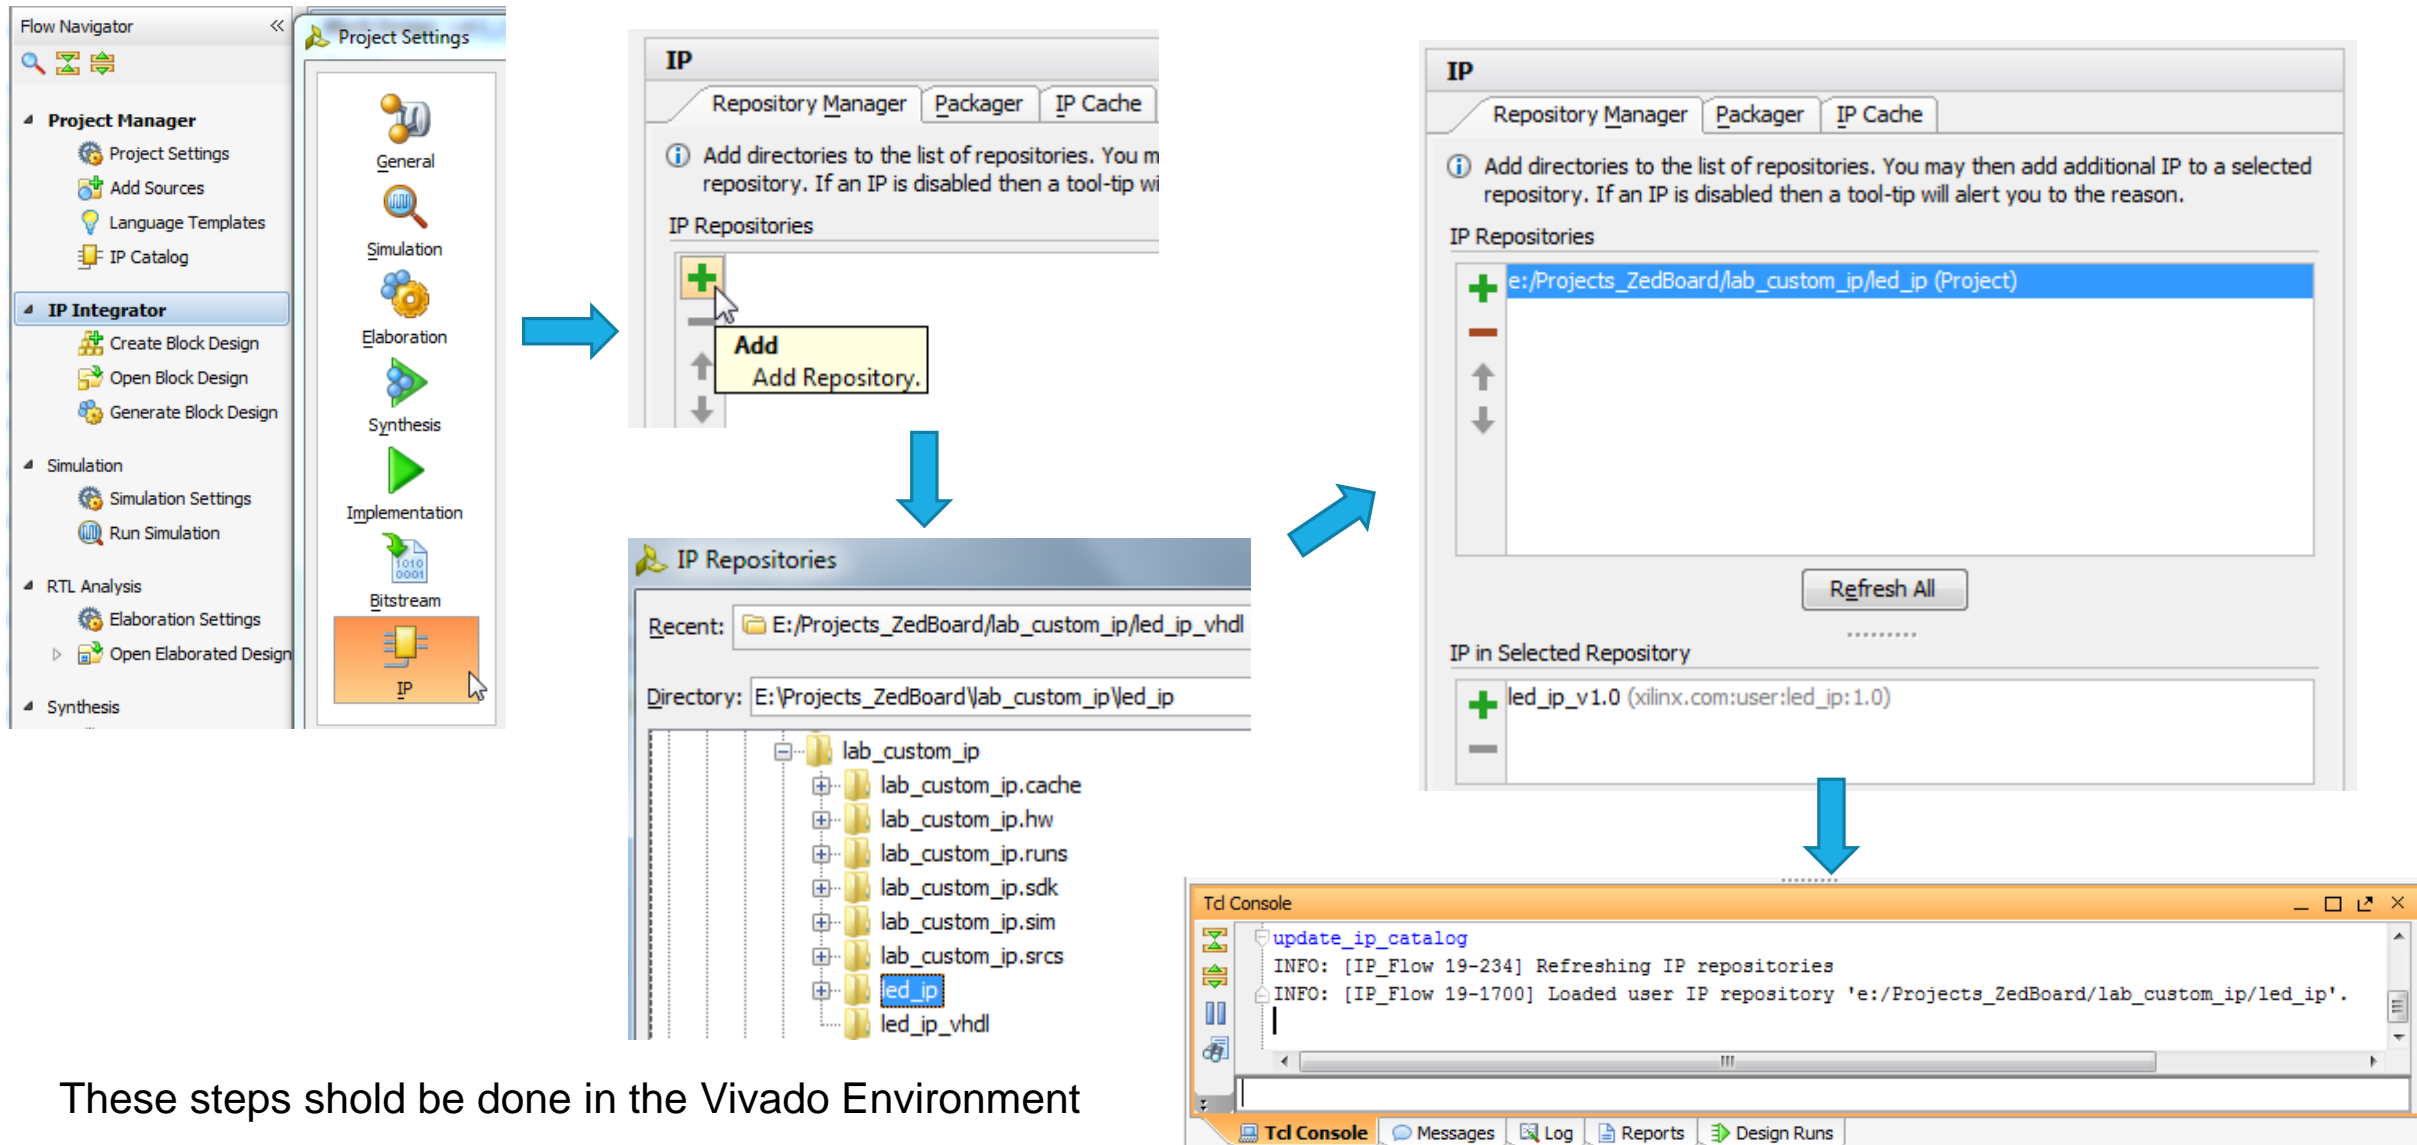 Flow Navigator
Project Manager
Project Settings
Add Sources
Language Templates
IP Catalog
IP Integrator
Create Block Design
Open Block Design
Generate Block Design
Simulation
Simulation Settings
Run Simulation
RTL Analysis
Elaboration Settings
Open Elaborated Design
Synthesis
Project Settings
General
Simulation
Elaboration
Synthesis
Implementation
1010
0001
Bitstream
IP
IP
Repository Manager Packager IP Cache
Add directories to the list of repositories. You m
repository. If an IP is disabled then a tool-tip wi
IP Repositories
Add
Add Repository.
IP Repositories
Recent: E:/Projects_ZedBoard/lab_custom_ip/led_ip_vhdl
Directory: E:\Projects_ZedBoard\lab_custom_ip\led_ip
lab_custom_ip
lab_custom_ip.cache
lab_custom_ip.hw
lab_custom_ip.runs
lab_custom_ip.sdk
lab_custom_ip.sim
lab_custom_ip.srcs
led_ip
led_ip_vhdl
IP
Repository Manager Packager IP Cache
Add directories to the list of repositories. You may then add additional IP to a selected
repository. If an IP is disabled then a tool-tip will alert you to the reason.
IP Repositories
e:/Projects_ZedBoard/lab_custom_ip/led_ip (Project)
Refresh All
IP in Selected Repository
led_ip_v1.0 (xilinx.com:user:led_ip:1.0)
Tcl Console
update_ip_catalog
INFO: [IP_Flow 19-234] Refreshing IP repositories
INFO: [IP_Flow 19-1700] Loaded user IP repository 'e:/Projects_ZedBoard/lab_custom_ip/led_ip'.
Tcl Console Messages Log Reports Design Runs
These steps shold be done in the Vivado Environment